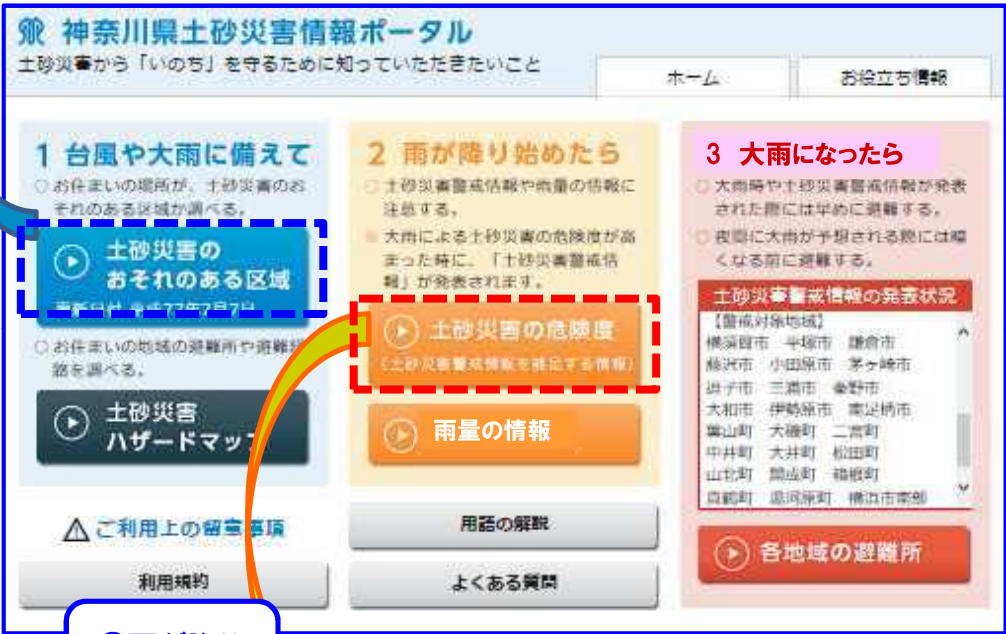 神奈川県土砂災害情報ポータル
土砂災害から「いのち」を守るために知っていただきたいこと
ホーム
お役立ち情報
1 台風や大雨に備えて
○お住まいの場所が、土砂災害のお
それのある区域か調べる。
土砂災害の
おそれのある区域
更新日付 平成27年7月7日
○お住まいの地域の避難所や避難経
路を調べる。
土砂災害
ハザードマップ
ご利用上の留意事項
利用規約
2 雨が降り始めたら
土砂災害警戒情報や雨量の情報に
注意する。
大雨による土砂災害の危険度が高
まった時に、「土砂災害警戒情
報」が発表されます。
土砂災害の危険度
(土砂災害警戒情報を補足する情報)
雨量の情報
用語の解説
よくある質問
3 大雨になったら
○大雨時や土砂災害警戒情報が発表
された際には早めに避難する。
○夜間に大雨が予想される際には暗
くなる前に避難する。
土砂災害警戒情報の発表状況
【警戒対象地域】
横須賀市 平塚市 鎌倉市
藤沢市 小田原市 茅ヶ崎市
逗子市 三浦市 秦野市
大和市 伊勢原市 南足柄市
葉山町 大磯町 二宮町
中井町 大井町 松田町
山北町 開成町 箱根町
真鶴町 湯河原町 横浜市南部
各地域の避難所